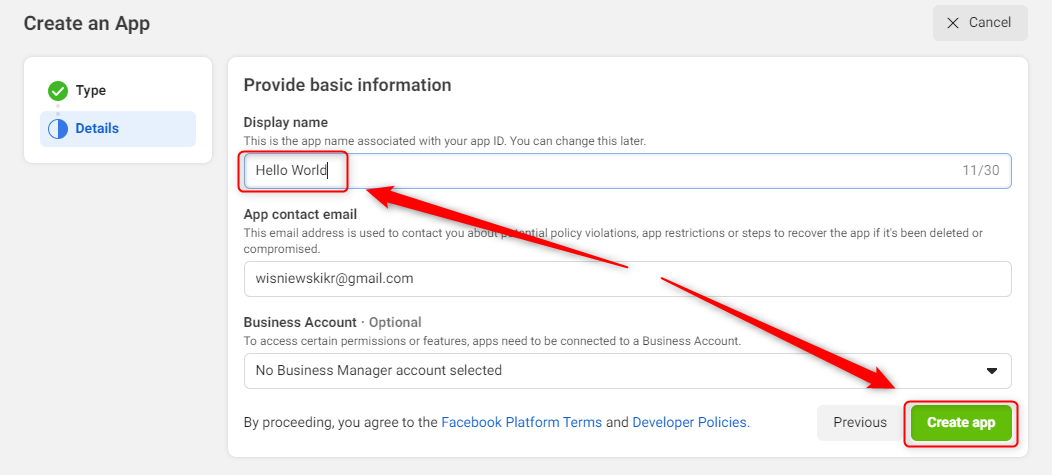 Create an App
Cancel
Type
Details
Provide basic information
Display name
This is the app name associated with your app ID. You can change this later.
Hello World
11/30
App contact email
This email address is used to contact you about potential policy violations, app restrictions or steps to recover the app if it's been deleted or
compromised.
wisniewskikr@gmail.com
Business Account · Optional
To access certain permissions or features, apps need to be connected to a Business Account.
No Business Manager account selected
By proceeding, you agree to the Facebook Platform Terms and Developer Policies.
Previous
Create app